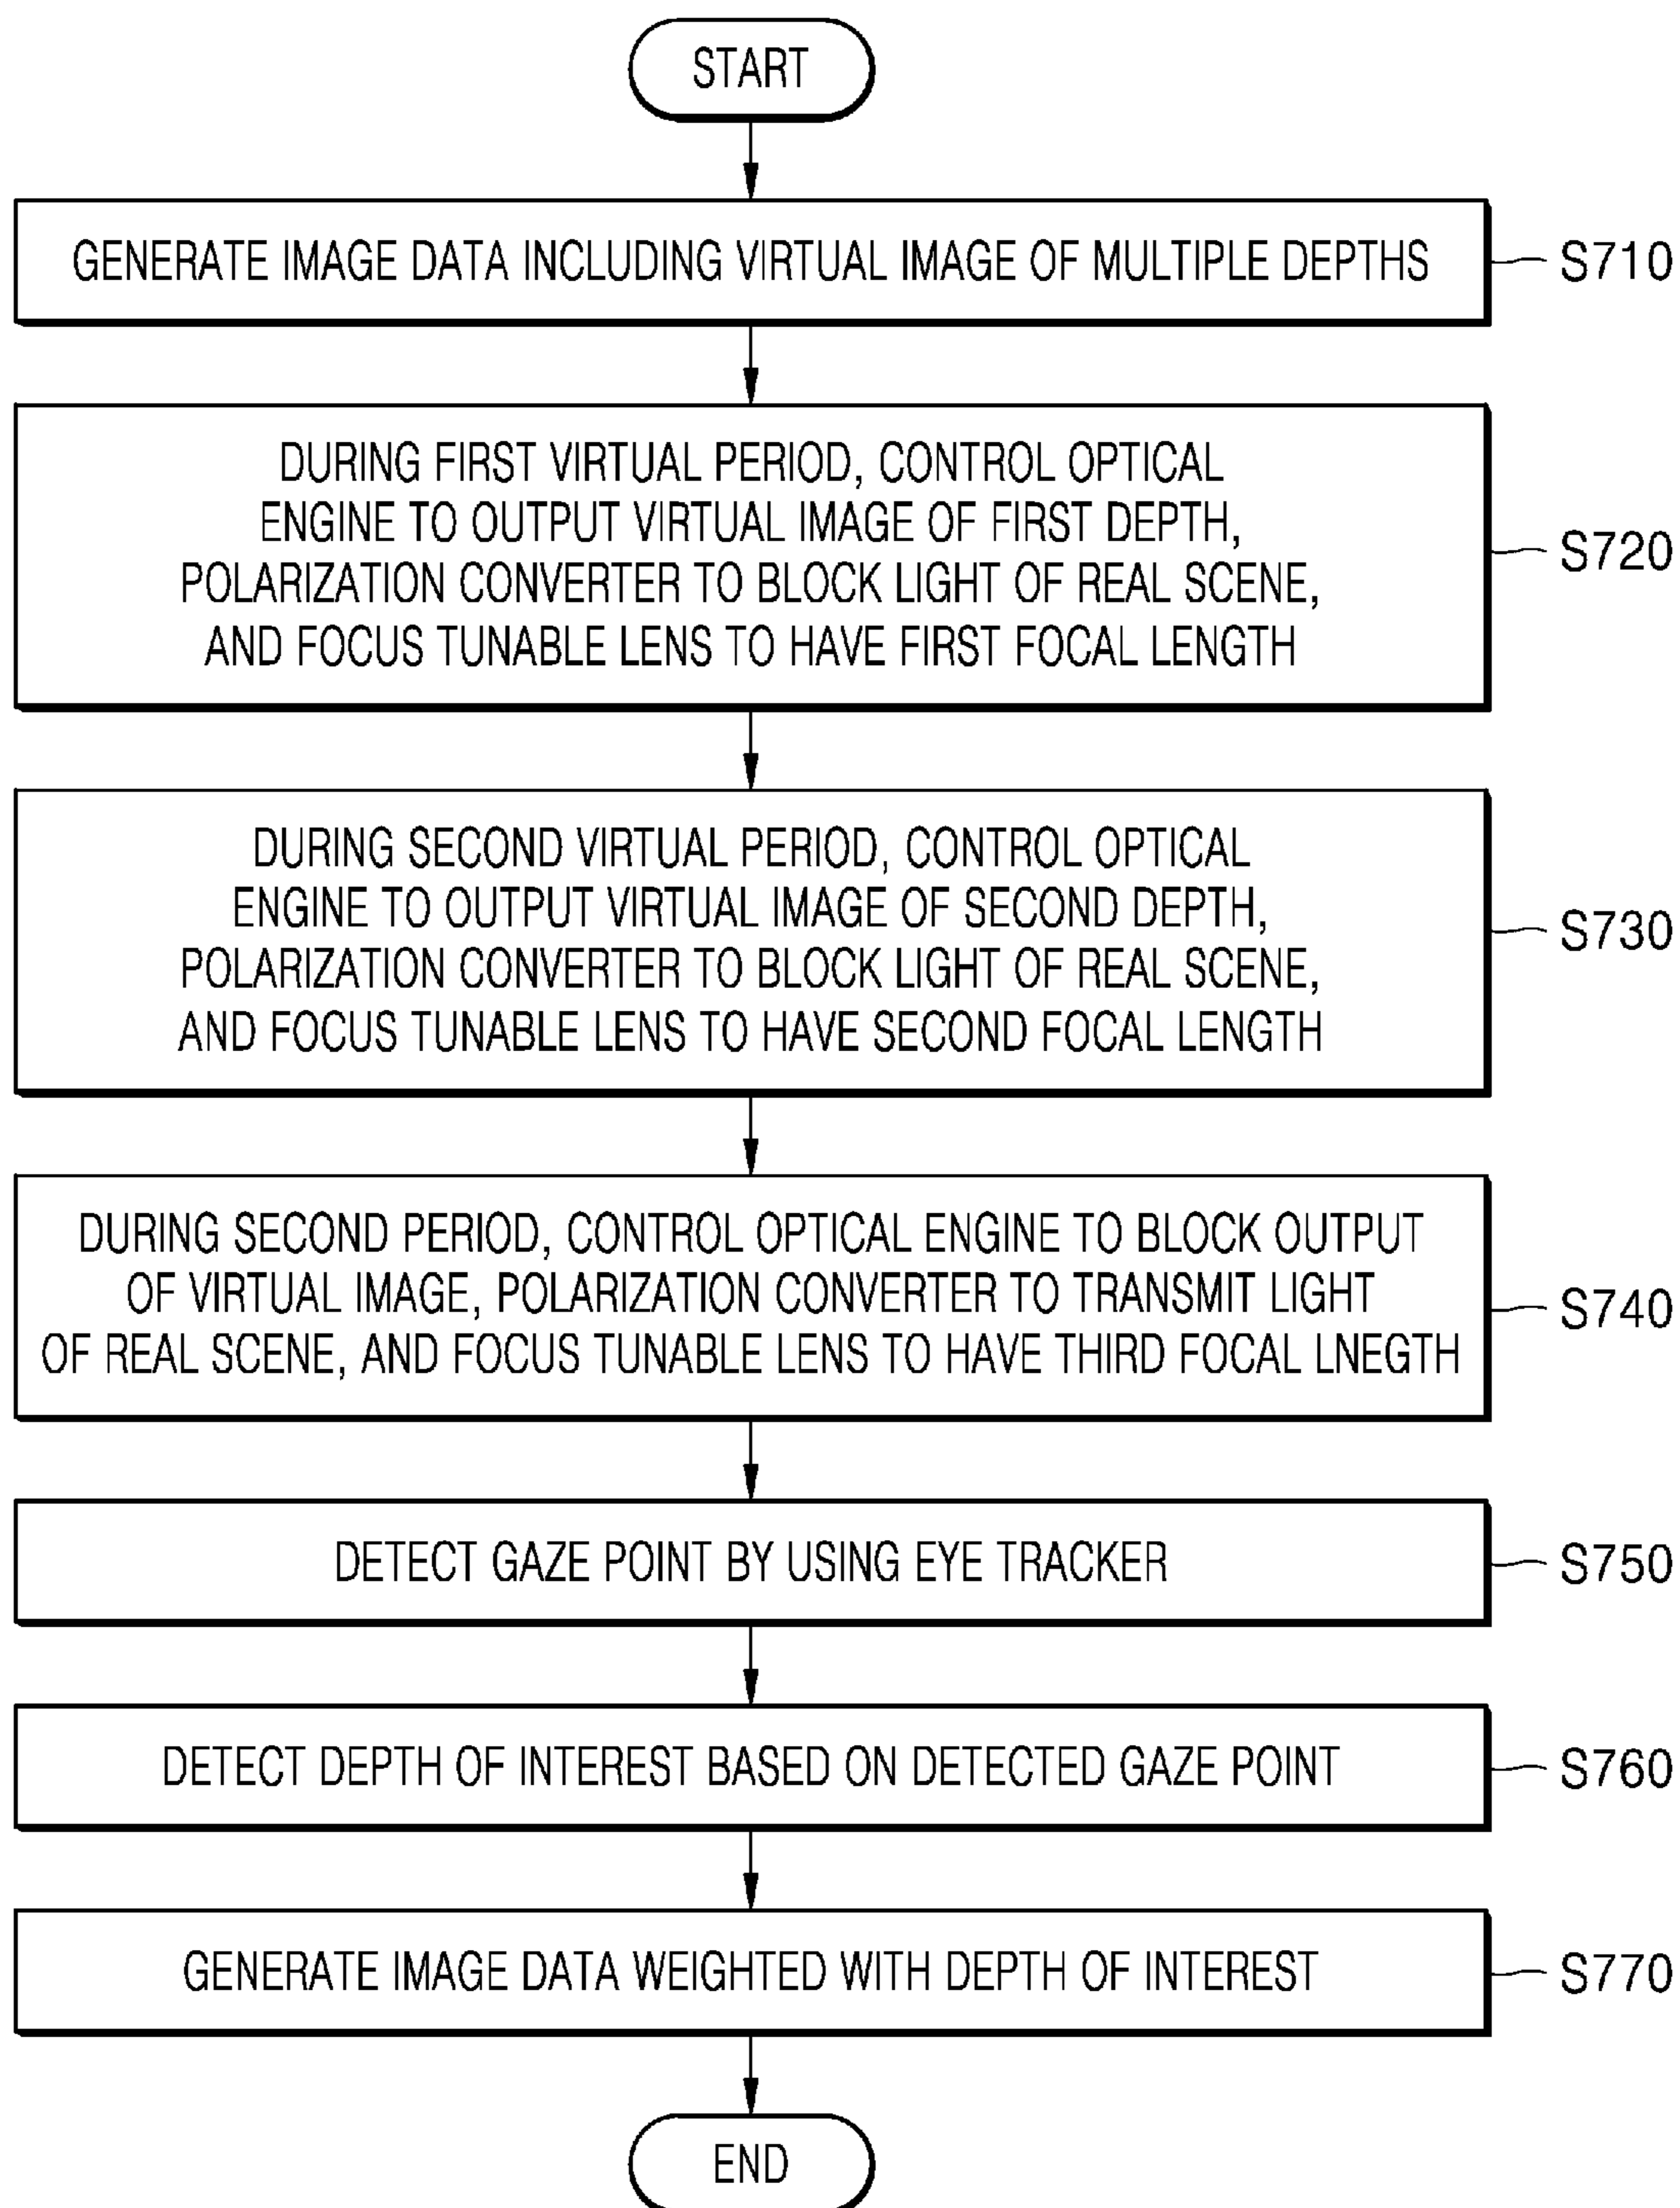 START
GENERATE IMAGE DATA INCLUDING VIRTUAL IMAGE OF MULTIPLE DEPTHS
S710
DURING FIRST VIRTUAL PERIOD, CONTROL OPTICAL
ENGINE TO OUTPUT VIRTUAL IMAGE OF FIRST DEPTH,
POLARIZATION CONVERTER TO BLOCK LIGHT OF REAL SCENE,
AND FOCUS TUNABLE LENS TO HAVE FIRST FOCAL LENGTH
S720
DURING SECOND VIRTUAL PERIOD, CONTROL OPTICAL
ENGINE TO OUTPUT VIRTUAL IMAGE OF SECOND DEPTH,
POLARIZATION CONVERTER TO BLOCK LIGHT OF REAL SCENE,
AND FOCUS TUNABLE LENS TO HAVE SECOND FOCAL LENGTH
S730
DURING SECOND PERIOD, CONTROL OPTICAL ENGINE TO BLOCK OUTPUT
OF VIRTUAL IMAGE, POLARIZATION CONVERTER TO TRANSMIT LIGHT
OF REAL SCENE, AND FOCUS TUNABLE LENS TO HAVE THIRD FOCAL LNEGTH
S740
DETECT GAZE POINT BY USING EYE TRACKER
S750
DETECT DEPTH OF INTEREST BASED ON DETECTED GAZE POINT
S760
GENERATE IMAGE DATA WEIGHTED WITH DEPTH OF INTEREST
S770
END